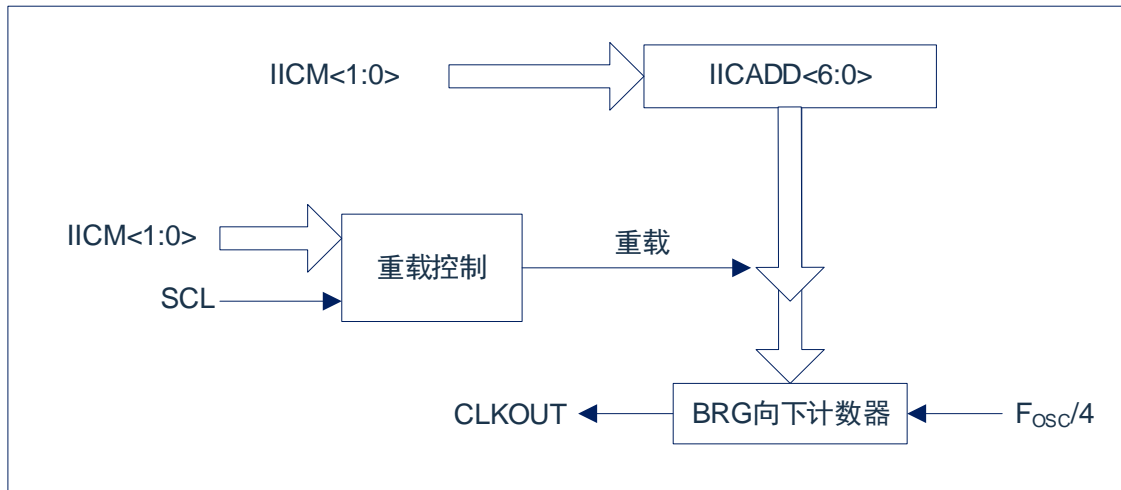 IICM<1:0>
IICADD<6:0>
IICM<1:0>
重载控制
重载
SCL
CLKOUT
BRG向下计数器
FOSC/4